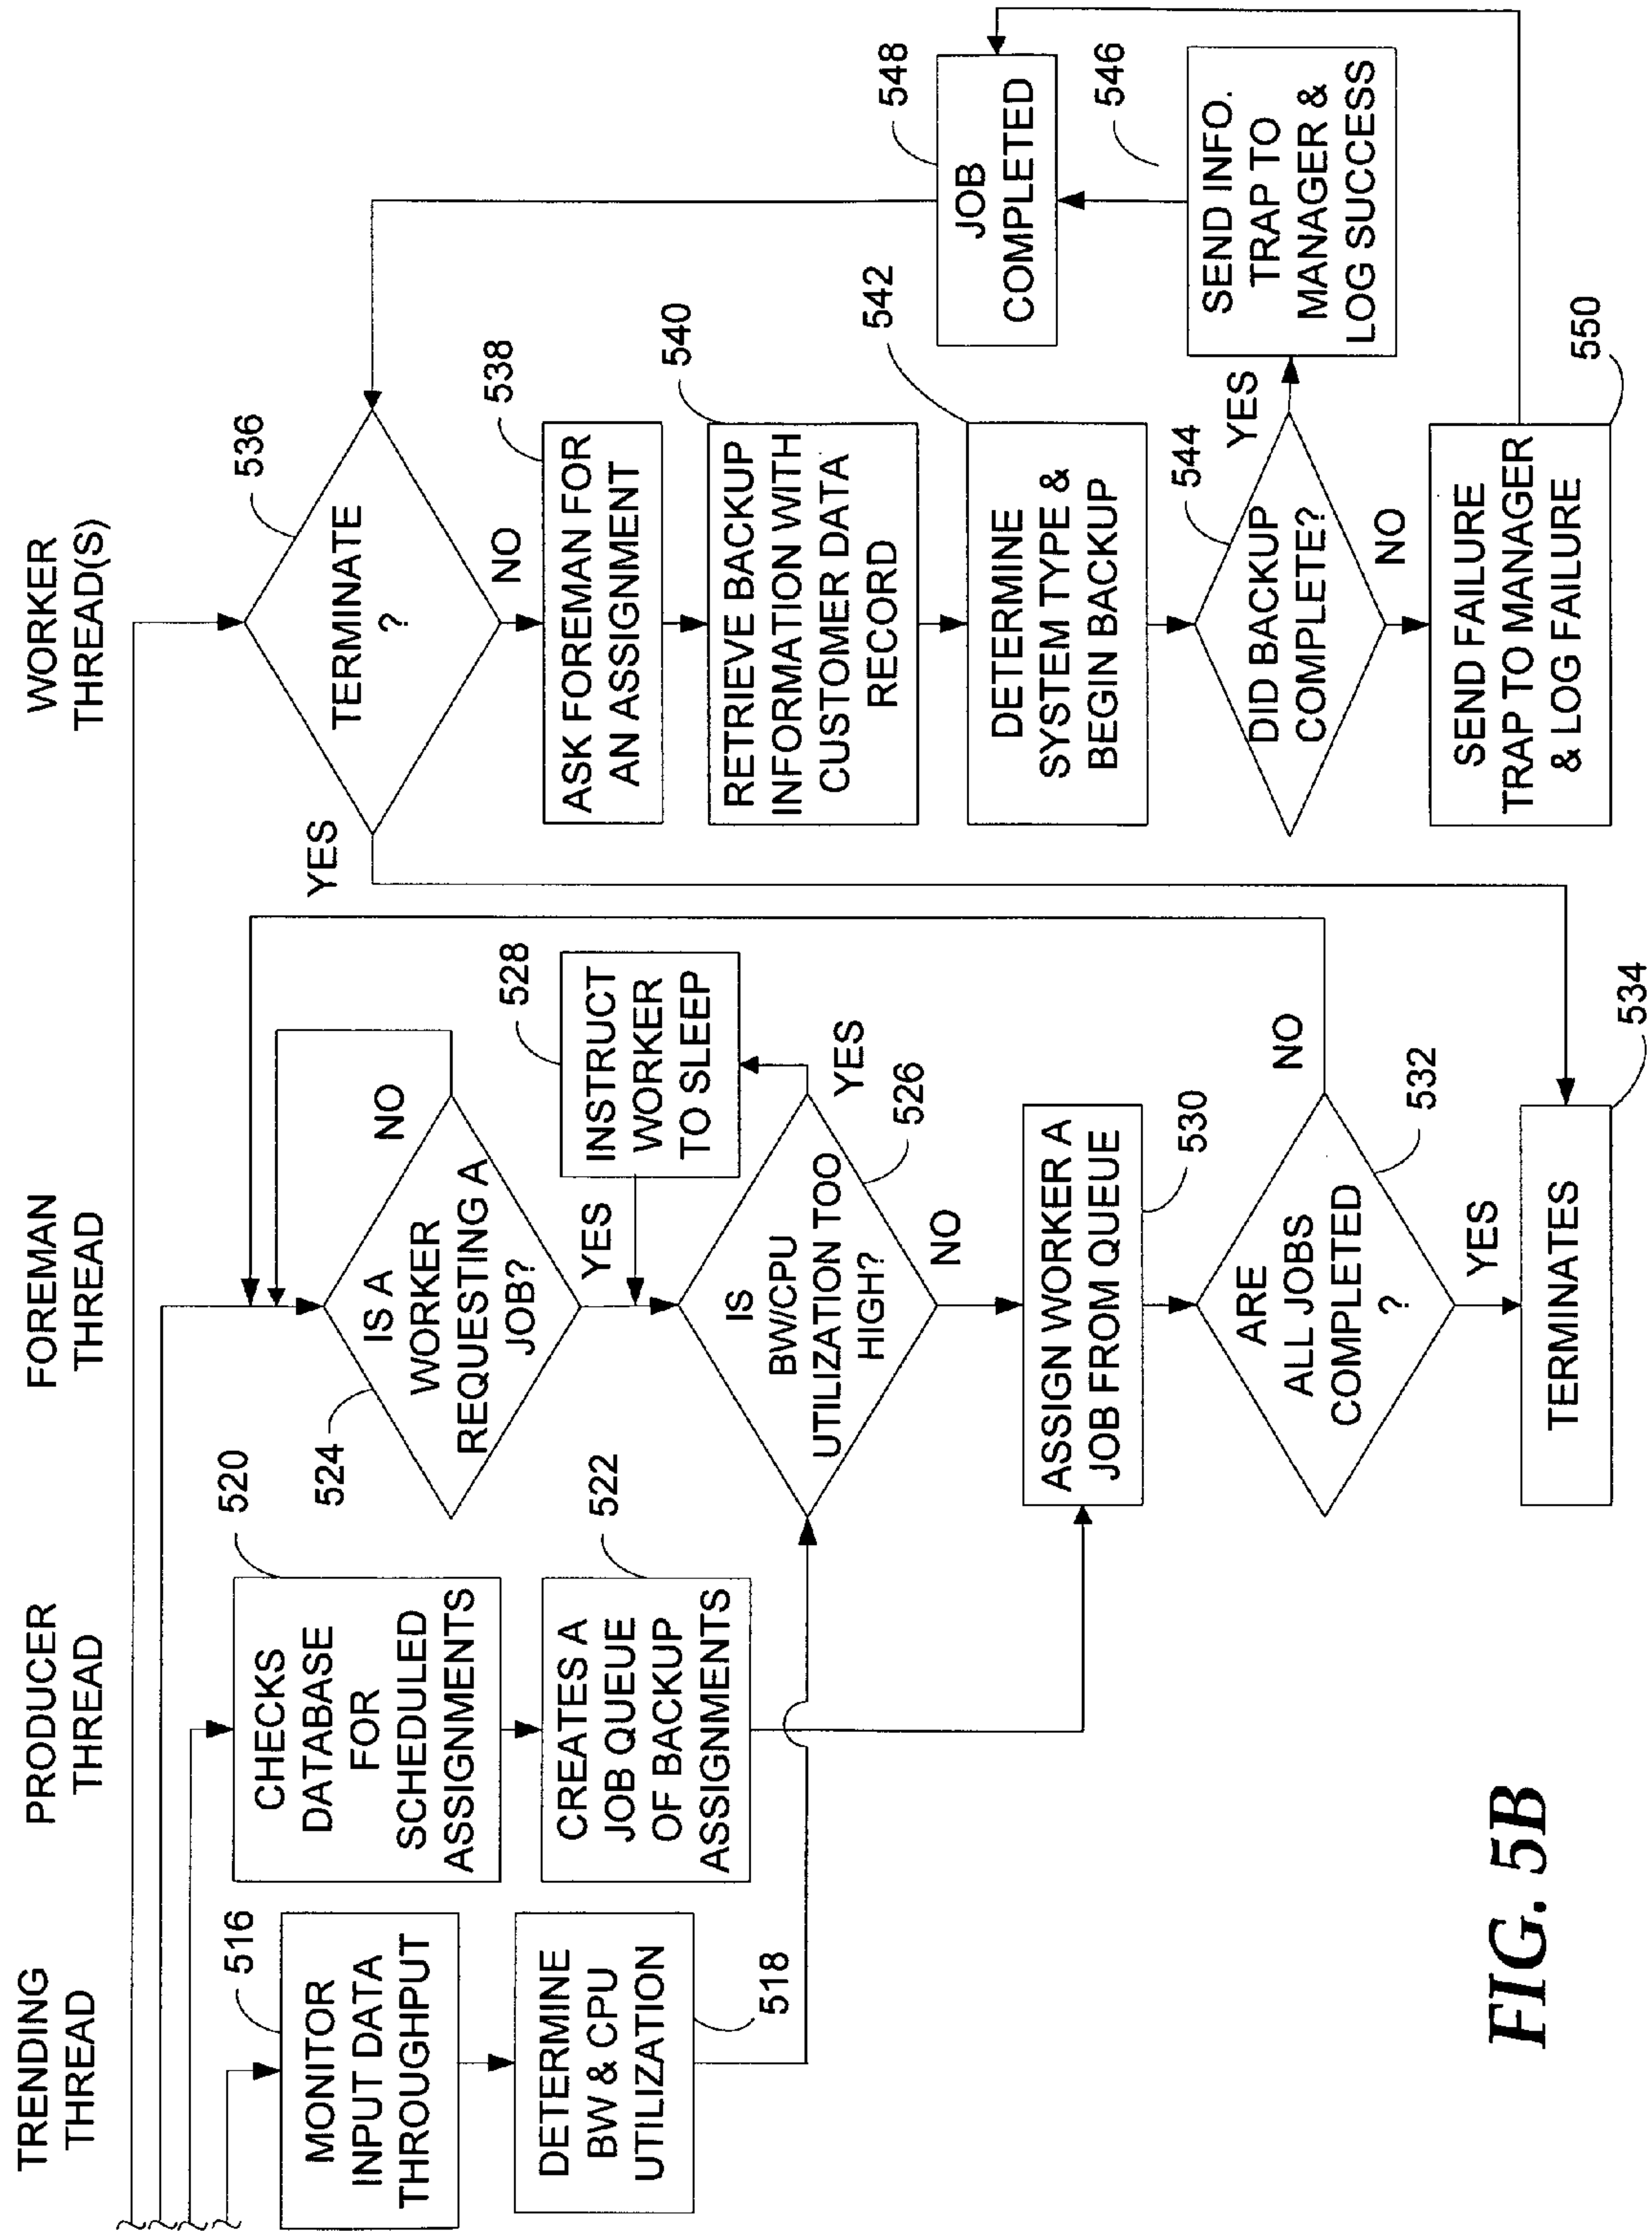 TRENDING
THREAD
516
MONITOR
INPUT DATA
THROUGHPUT
DETERMINE
BW & CPU
UTILIZATION
518
PRODUCER
THREAD
520
CHECKS
DATABASE
FOR
SCHEDULED
ASSIGNMENTS
522
CREATES A
JOB QUEUE
OF BACKUP
ASSIGNMENTS
FOREMAN
THREAD
524
IS A
WORKER
REQUESTING A
JOB?
NO
YES
528
INSTRUCT
WORKER
TO SLEEP
IS
BW/CPU
UTILIZATION TOO
HIGH?
YES
526
NO
ASSIGN WORKER A
JOB FROM QUEUE
530
ARE
ALL JOBS
COMPLETED
?
NO
532
YES
TERMINATES
534
WORKER
THREAD(S)
536
TERMINATE
?
YES
NO
538
ASK FOREMAN FOR
AN ASSIGNMENT
540
RETRIEVE BACKUP
INFORMATION WITH
CUSTOMER DATA
RECORD
542
DETERMINE
SYSTEM TYPE &
BEGIN BACKUP
544
DID BACKUP
COMPLETE?
YES
NO
546
SEND INFO.
TRAP TO
MANAGER &
LOG SUCCESS
548
JOB
COMPLETED
SEND FAILURE
TRAP TO MANAGER
& LOG FAILURE
550
FIG. 5B